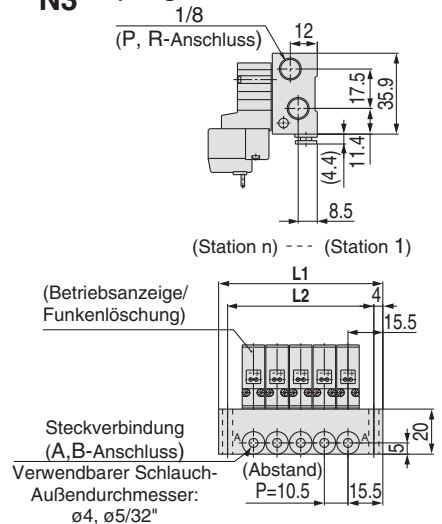 N3
1/8
12
(P, R-Anschluss)
17.5
35.9
11.4
(4.4)
8.5
(Station n) --- (Station 1)
L1
L2
4
(Betriebsanzeige/
Funkenlöschung)
15.5
Steckverbindung
(A,B-Anschluss)
A
A
20
5
Verwendbarer Schlauch-
Außendurchmesser:
ø4, ø5/32"
(Abstand)
P=10.5
15.5